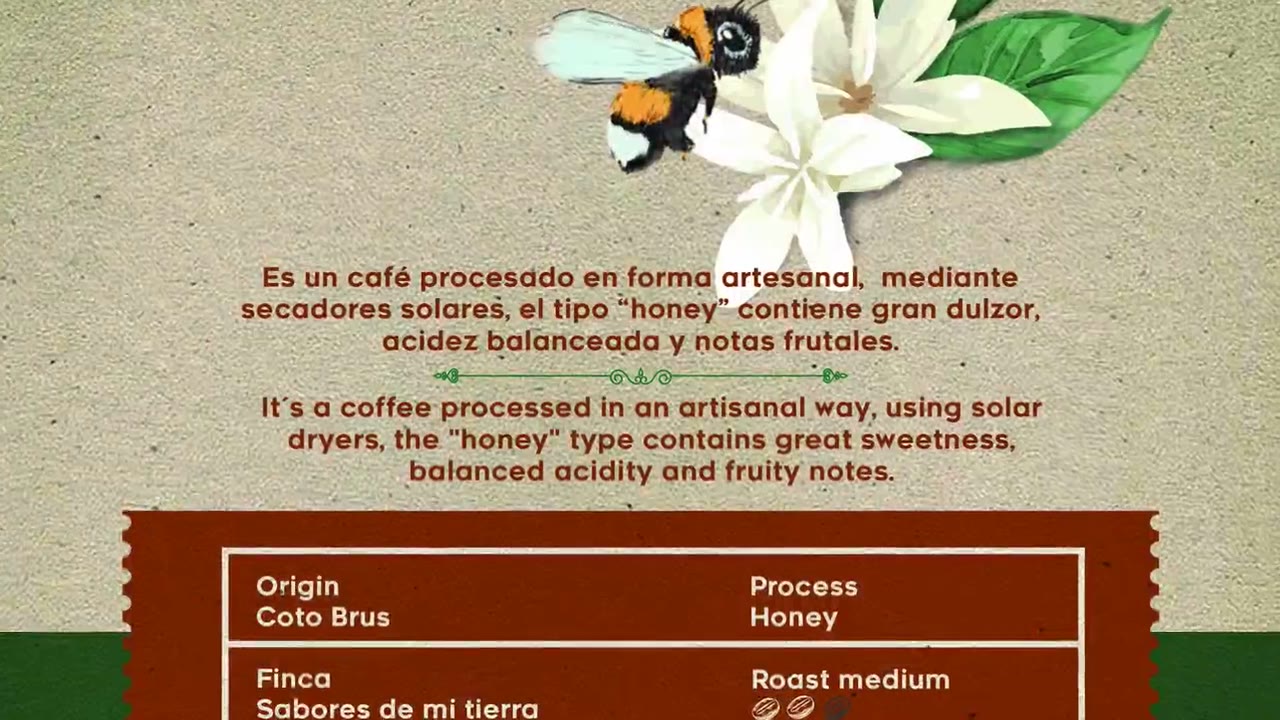 Es un café procesado en forma artesanal, mediante
secadores solares, el tipo “honey” contiene gran dulzor,
acidez balanceada y notas frutales.
It´s a coffee processed in an artisanal way, using solar
dryers, the "honey" type contains great sweetness,
balanced acidity and fruity notes.
Origin
Coto Brus
Process
Honey
Finca
Sabores de mi tierra
Roast medium